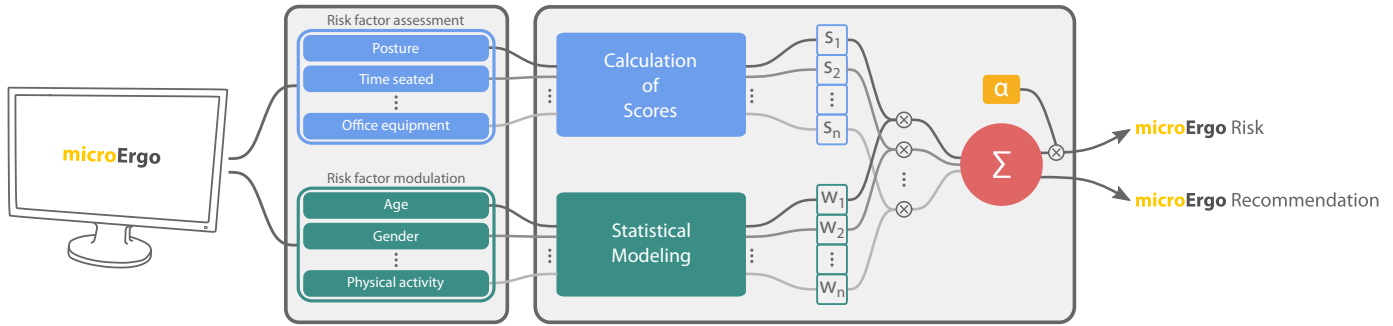 microErgo
Risk factor assessment
Posture
Time seated
Office equipment
Risk factor modulation
Age
Gender
Physical activity
Calculation
of
Scores
Statistical
Modeling
s1
s2
sn
w1
w2
wn
Σ
α
microErgo Risk
microErgo Recommendation